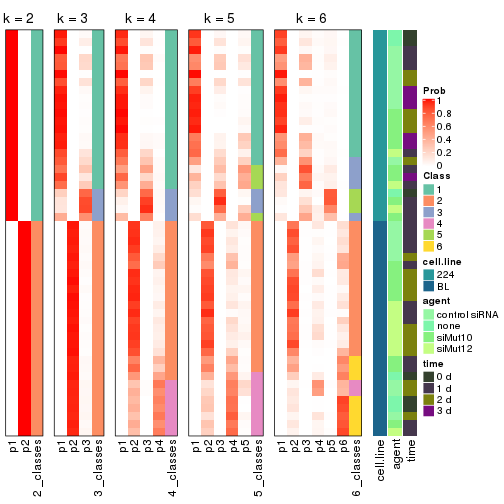 k = 2
k = 3
k = 4
k = 5
k = 6
Prob
1
0.8
0.6
0.4
0.2
0
Class
1
2
3
4
5
6
cell.line
224
BL
agent
control siRNA
none
siMut10
siMut12
time
0 d
1 d
2 d
3 d
p1
p2
2_classes
p1
p2
p3
3_classes
p1
p2
p3
p4
4_classes
p1
p2
p3
p4
p5
5_classes
p1
p2
p3
p4
p5
p6
6_classes
cell.line
agent
time